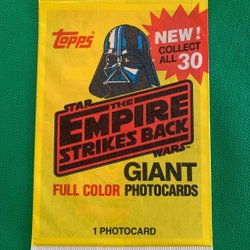 topps
NEW!
COLLECT
ALL 30
STAR
THE
EMPIRE
STRIKES BACK
WARS
GIANT
FULL COLOR PHOTOCARDS
1 PHOTOCARD